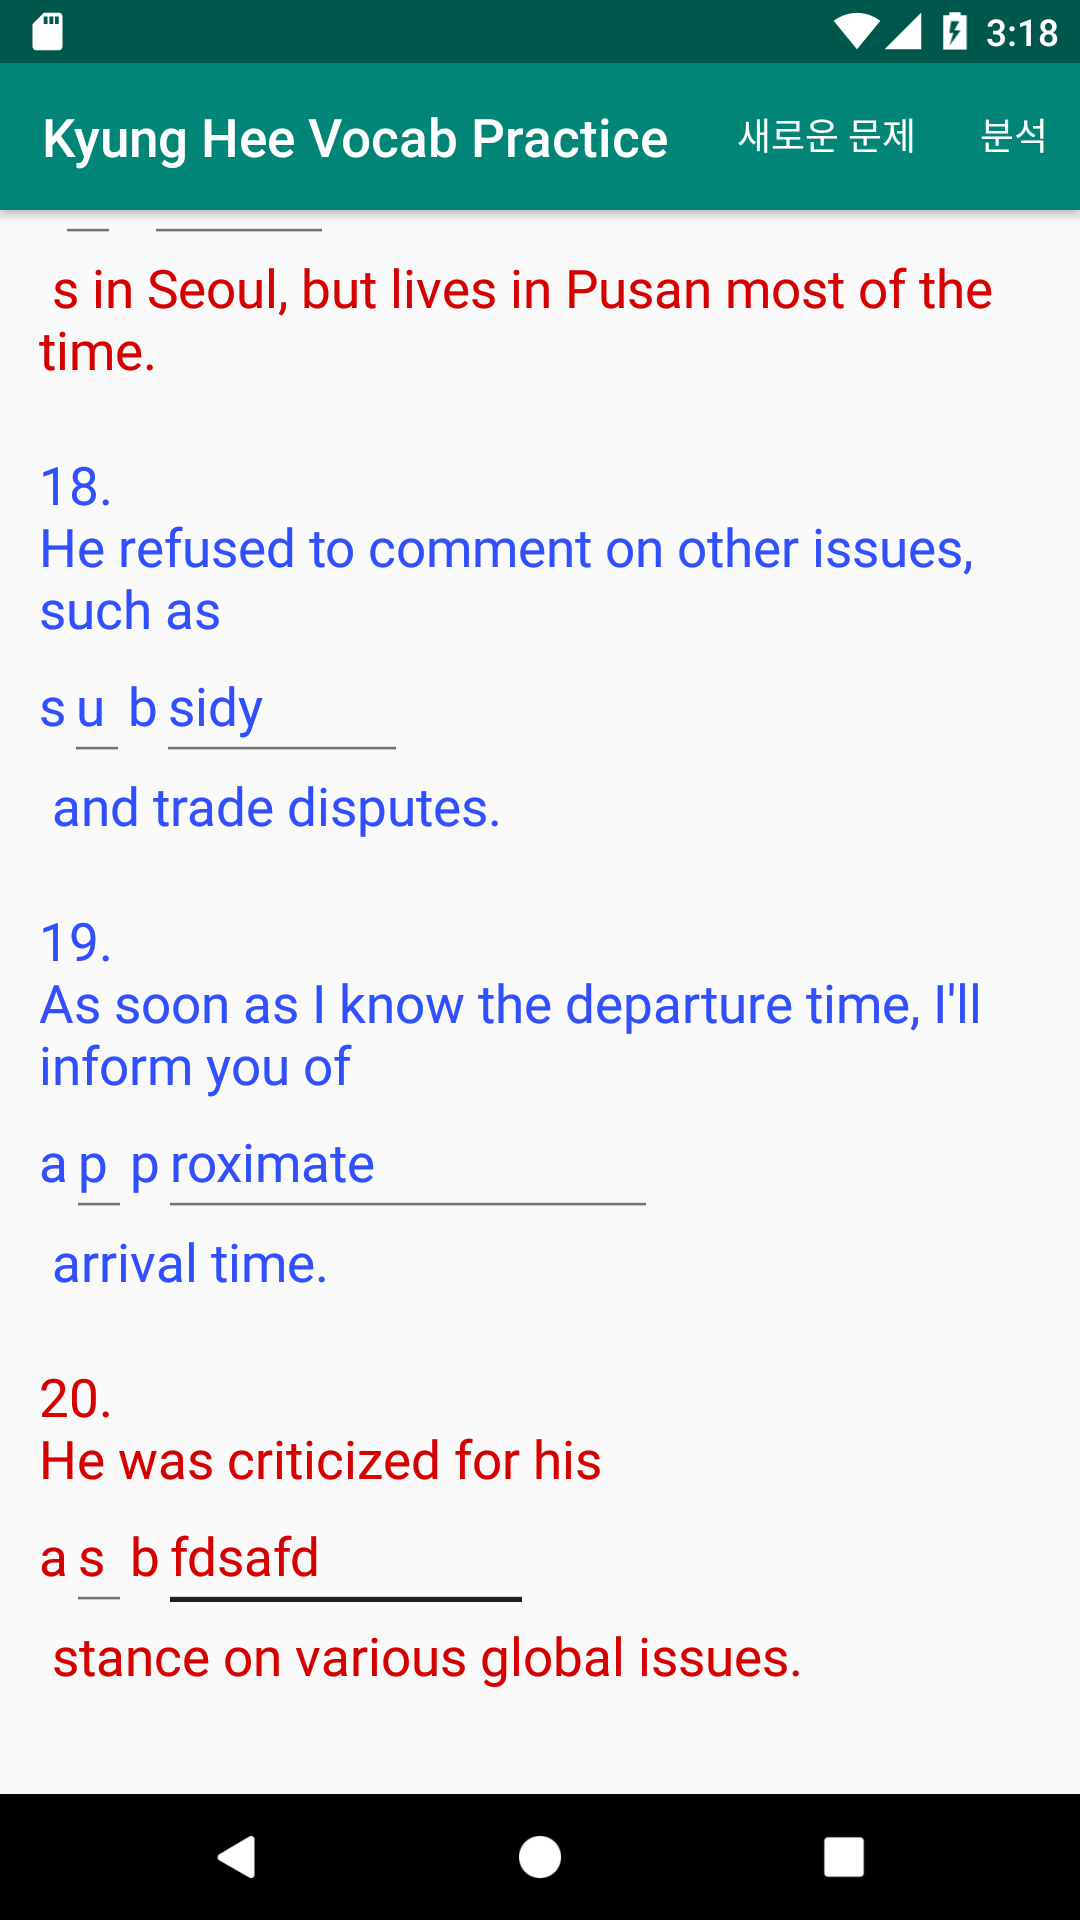 3:18
Kyung Hee Vocab Practice 새로운 문제 분석
s in Seoul, but lives in Pusan most of the
time.
18.
He refused to comment on other issues,
such as
s u b sidy
and trade disputes.
19.
As soon as I know the departure time, I'll
inform you of
a p p roximate
arrival time.
20.
He was criticized for his
a s b fdsafd
stance on various global issues.